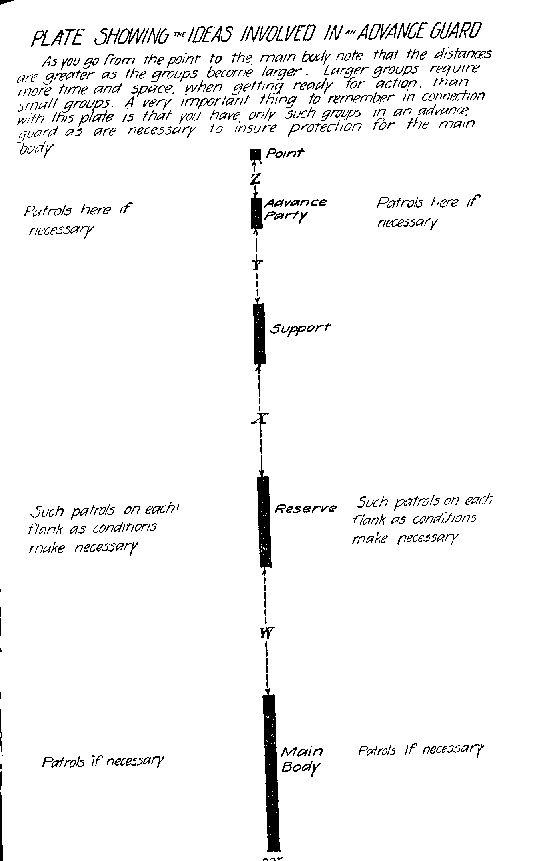 PLATE SHOWING THE IDEAS INVOLVED IN AN ADVANCE GUARD
As you go from the point to the main body note that the distances
are greater as the groups become larger. Larger groups require
more time and space, when getting ready for action, than
small groups. A very important thing to remember in connection
with this plate is that you have only such groups in an advance
guard as are necessary to insure protection for the main
body
Point
Z
Advance
Party
Patrols here if
necessary
Patrols here if
necessary
Y
Support
X
Reserve
Such patrols on each
flank as conditions
make necessary
Such patrols on each
flank as conditions
make necessary
W
Main
Body
Patrols if necessary
Patrols if necessary